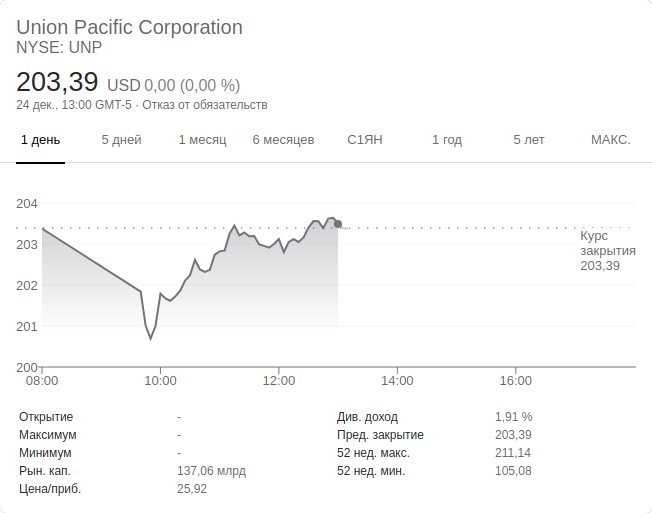 Union Pacific Corporation
NYSE: UNP
203,39 USD 0,00 (0,00 %)
24 дек., 13:00 GMT-5 · Отказ от обязательств
1 день 5 дней 1 месяц 6 месяцев С1ЯН 1 год 5 лет МАКС.
204
203
202
201
200
Курс
закрытия
203,39
08:00 10:00 12:00 14:00 16:00
Открытие - Див. доход 1,91 %
Максимум - Пред. закрытие 203,39
Минимум - 52 нед. макс. 211,14
Рын. кап. 137,06 млрд 52 нед. мин. 105,08
Цена/приб. 25,92